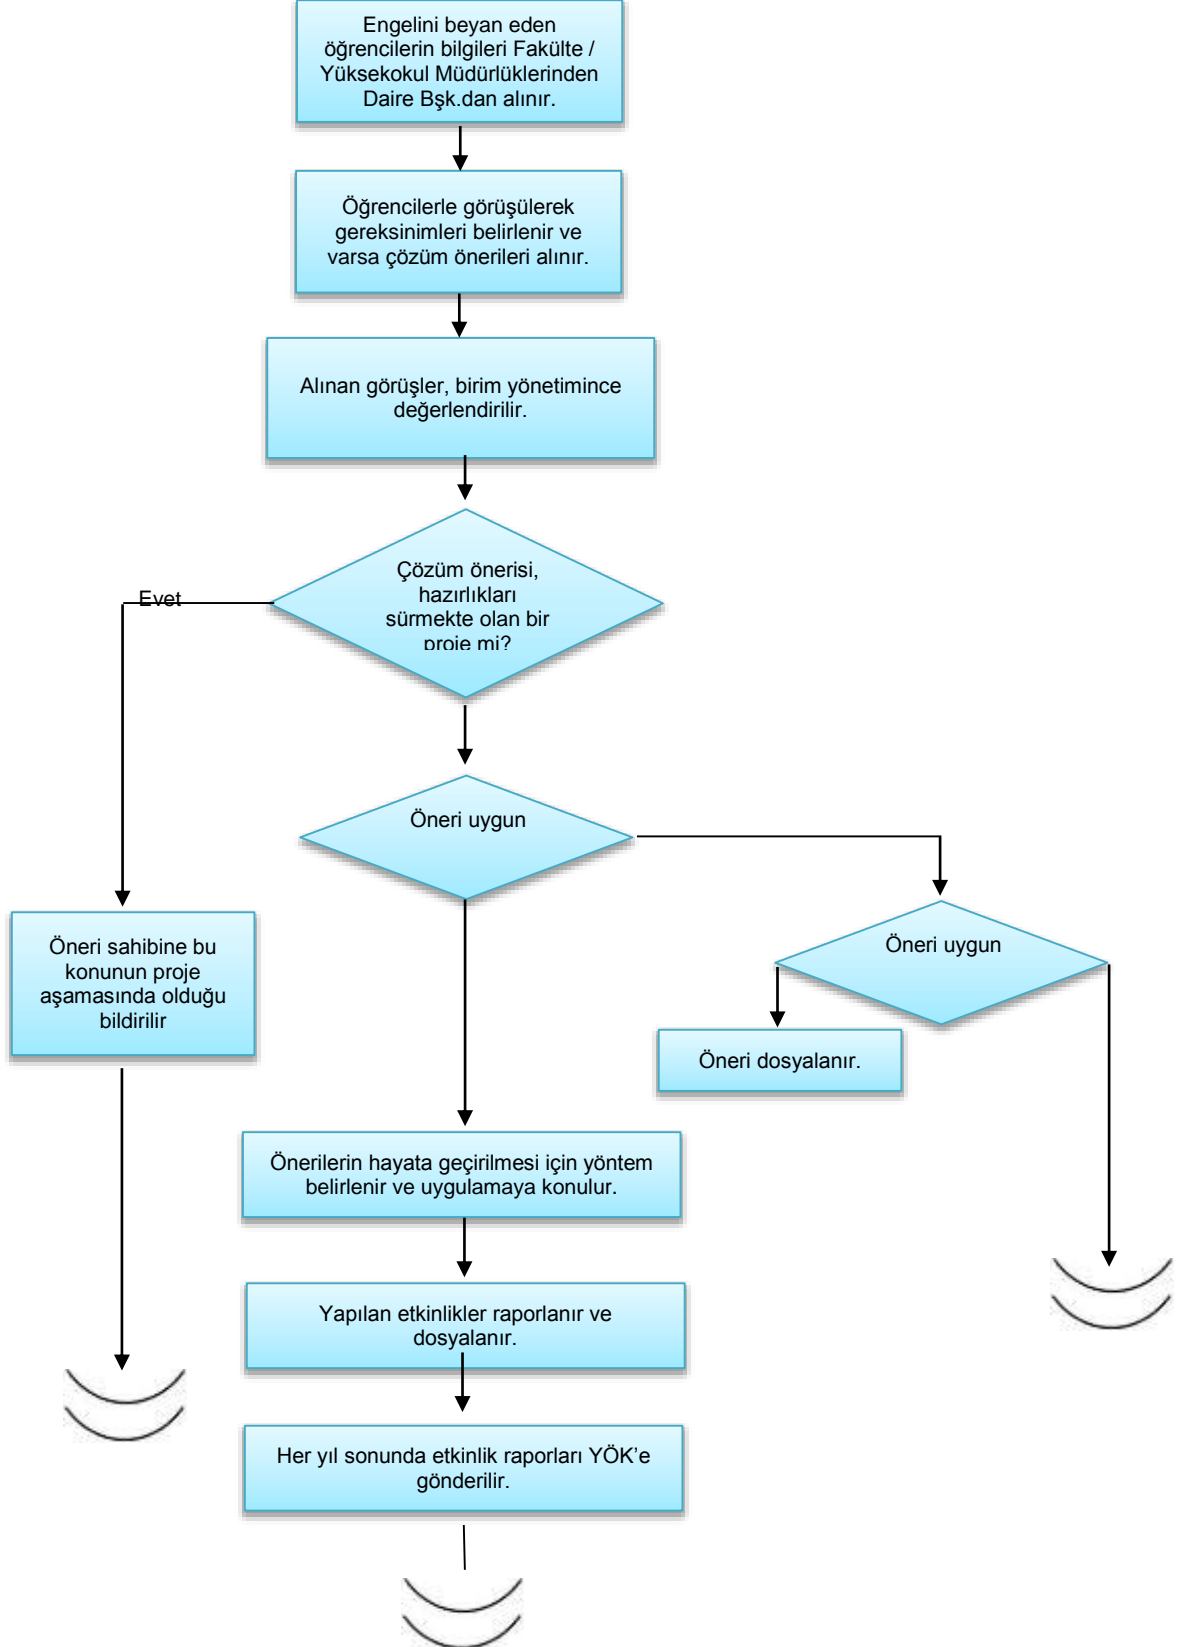 Engelini beyan eden
öğrencilerin bilgileri Fakülte /
Yüksekokul Müdürlüklerinden
Daire Bşk.dan alınır.
Öğrencilerle görüşülerek
gereksinimleri belirlenir ve
varsa çözüm önerileri alınır.
Alınan görüşler, birim yönetimince
değerlendirilir.
Çözüm önerisi,
hazırlıkları
sürmekte olan bir
proje mi?
Evet
Öneri uygun
Öneri uygun
Öneri sahibine bu
konunun proje
aşamasında olduğu
bildirilir
Öneri dosyalanır.
Önerilerin hayata geçirilmesi için yöntem
belirlenir ve uygulamaya konulur.
Yapılan etkinlikler raporlanır ve
dosyalanır.
Her yıl sonunda etkinlik raporları YÖK’e
gönderilir.